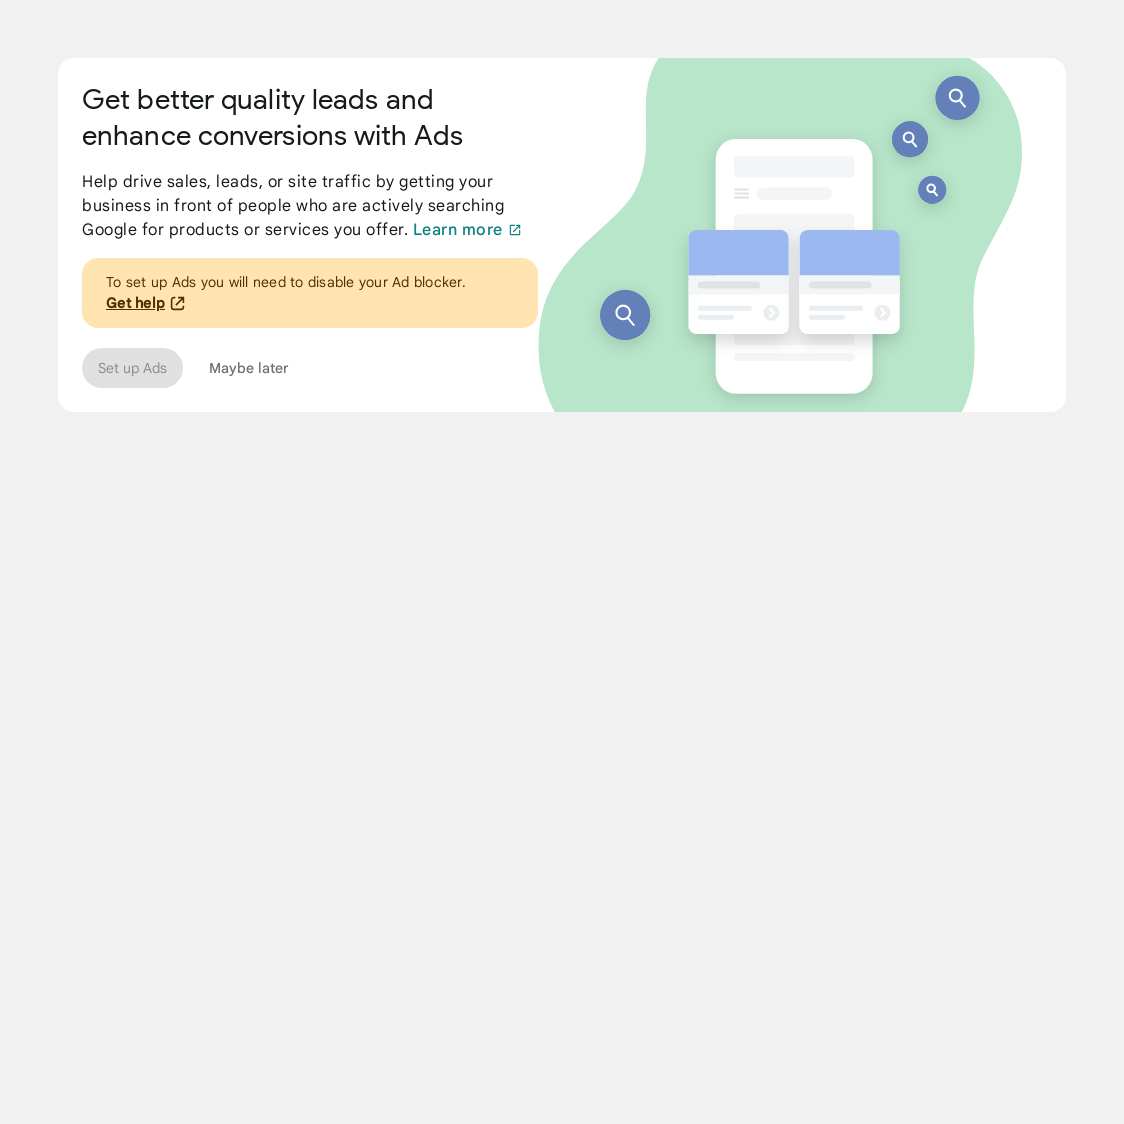 Get better quality leads and
enhance conversions with Ads
Help drive sales, leads, or site traffic by getting your
business in front of people who are actively searching
Google for products or services you offer. Learn more
To set up Ads you will need to disable your Ad blocker.
Get help
Set up Ads Maybe later